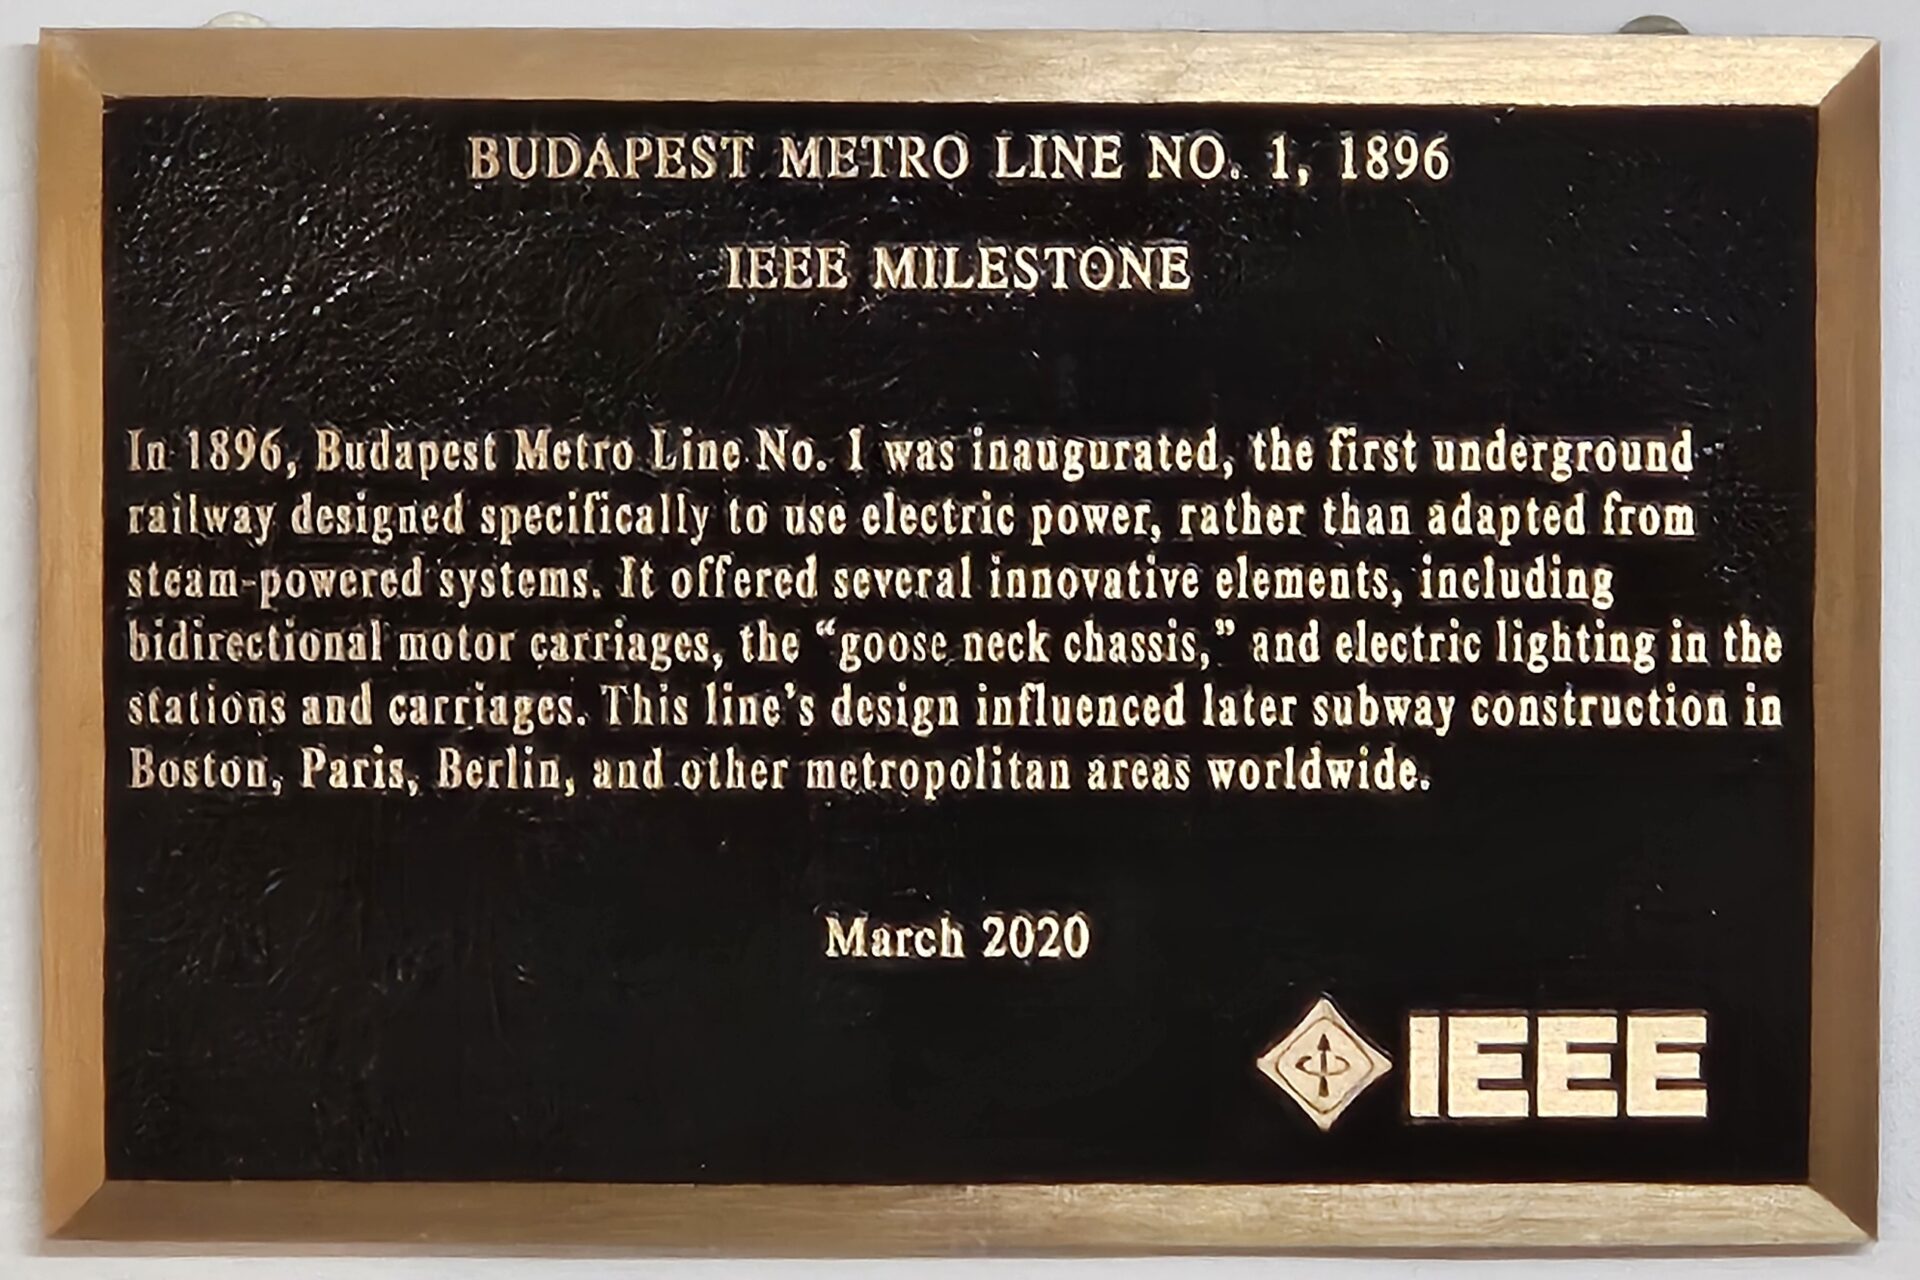 BUDAPEST METRO LINE NO. 1, 1896
IEEE MILESTONE
In 1896, Budapest Metro Line No. 1 was inaugurated, the first underground
railway designed specifically to use electric power, rather than adapted from
steam-powered systems. It offered several innovative elements, including
bidirectional motor carriages, the “goose neck chassis,” and electric lighting in the
stations and carriages. This line’s design influenced later subway construction in
Boston, Paris, Berlin, and other metropolitan areas worldwide.
March 2020
IEEE